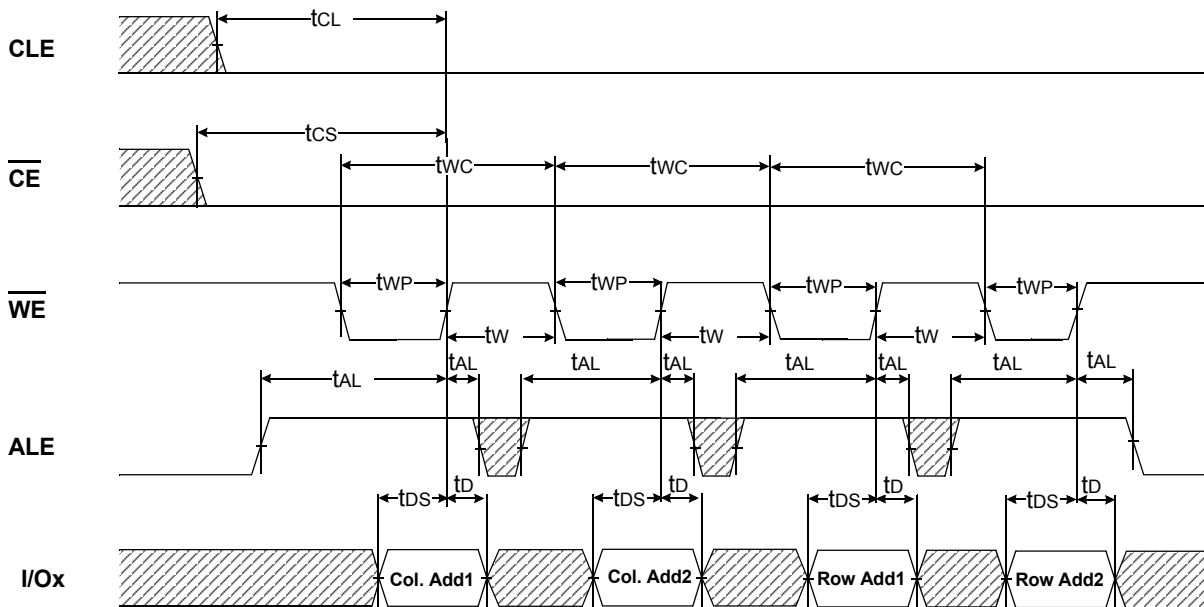 tCL
CLE
tCS
CE
tWC tWC tWC
tWP tWP tWP tWP
WE
tW tW tW
tAL tAL tAL tAL tAL tAL tAL tAL
ALE
tDS tD tDS tD tDS tD tDS tD
I/Ox Col. Add1 Col. Add2 Row Add1 Row Add2